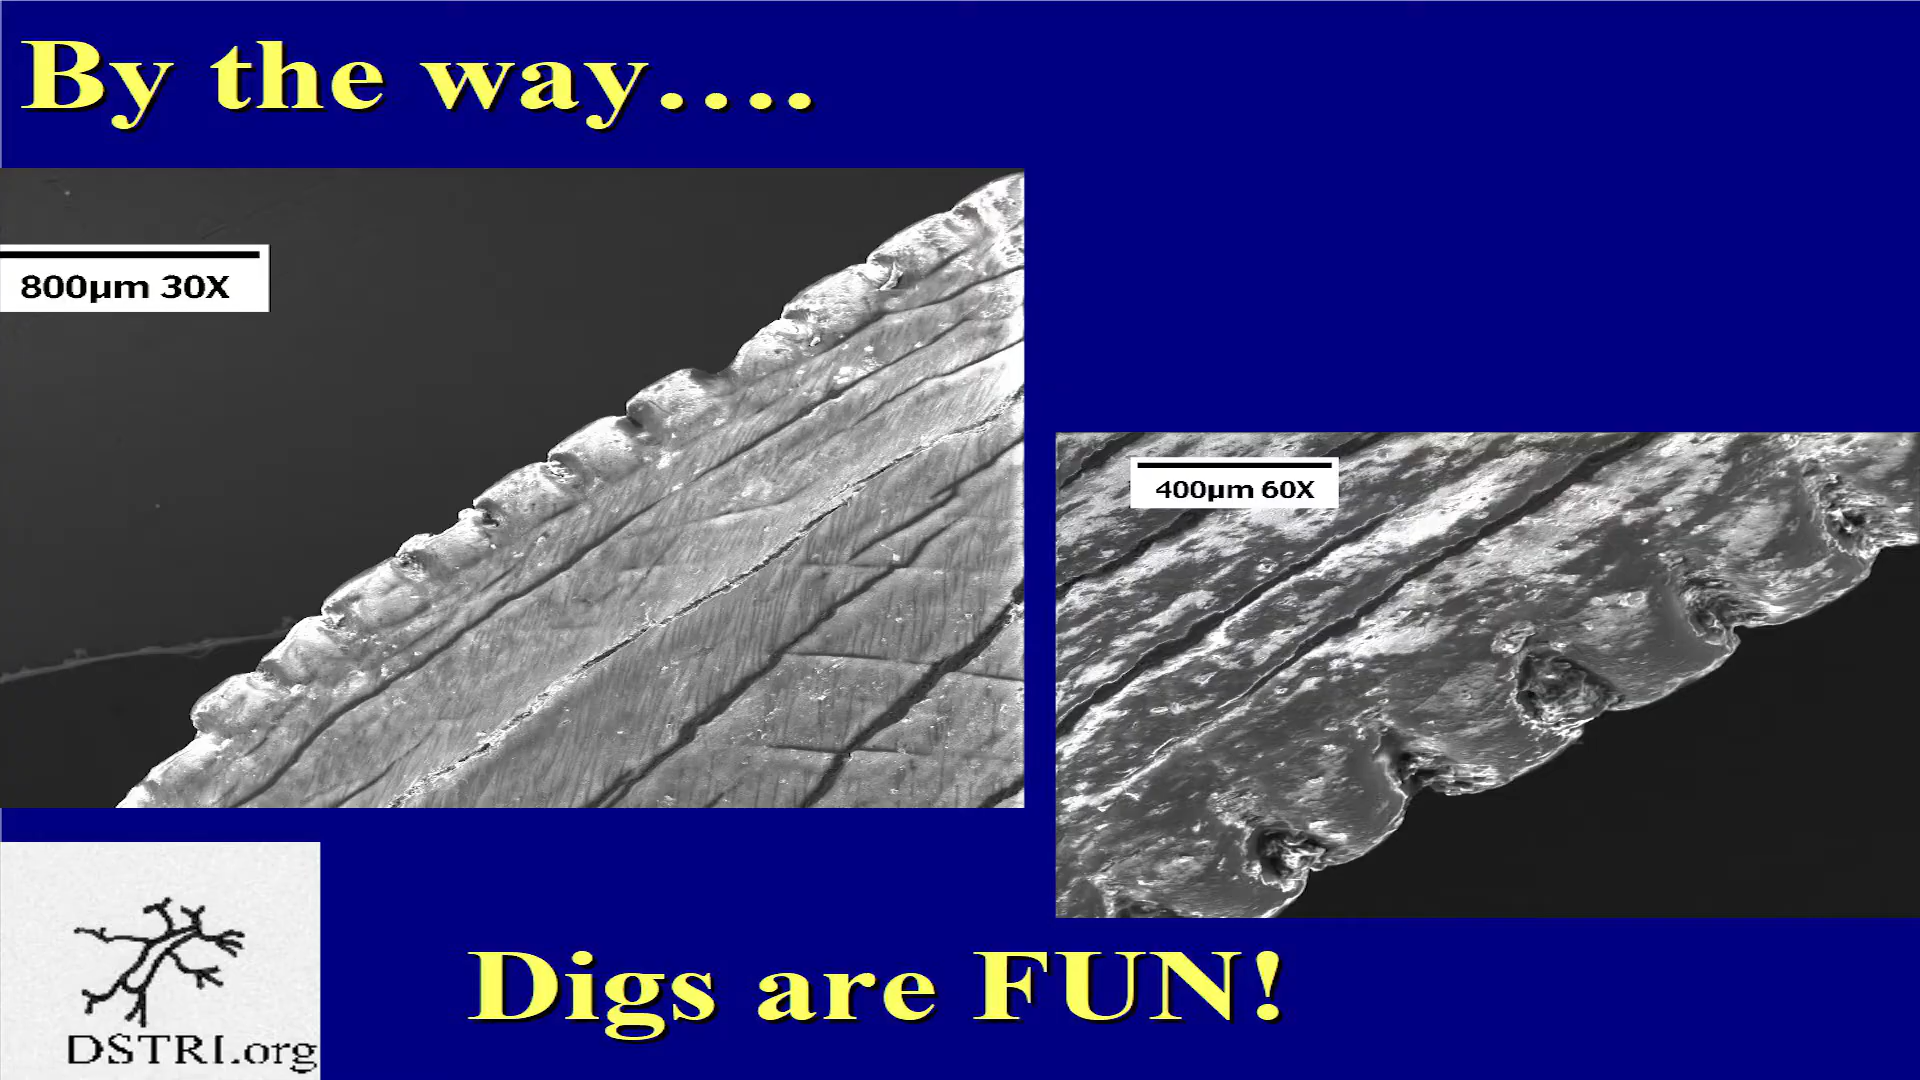 By the way....
800µm 30X
400µm 60X
DSTRI.org
Digs are FUN!